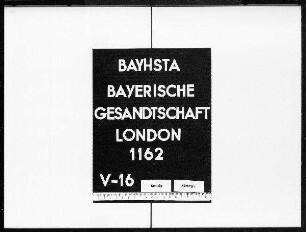 BAYHSTA
BAYERISCHE
GESANDTSCHAFT
LONDON
1162
V-16